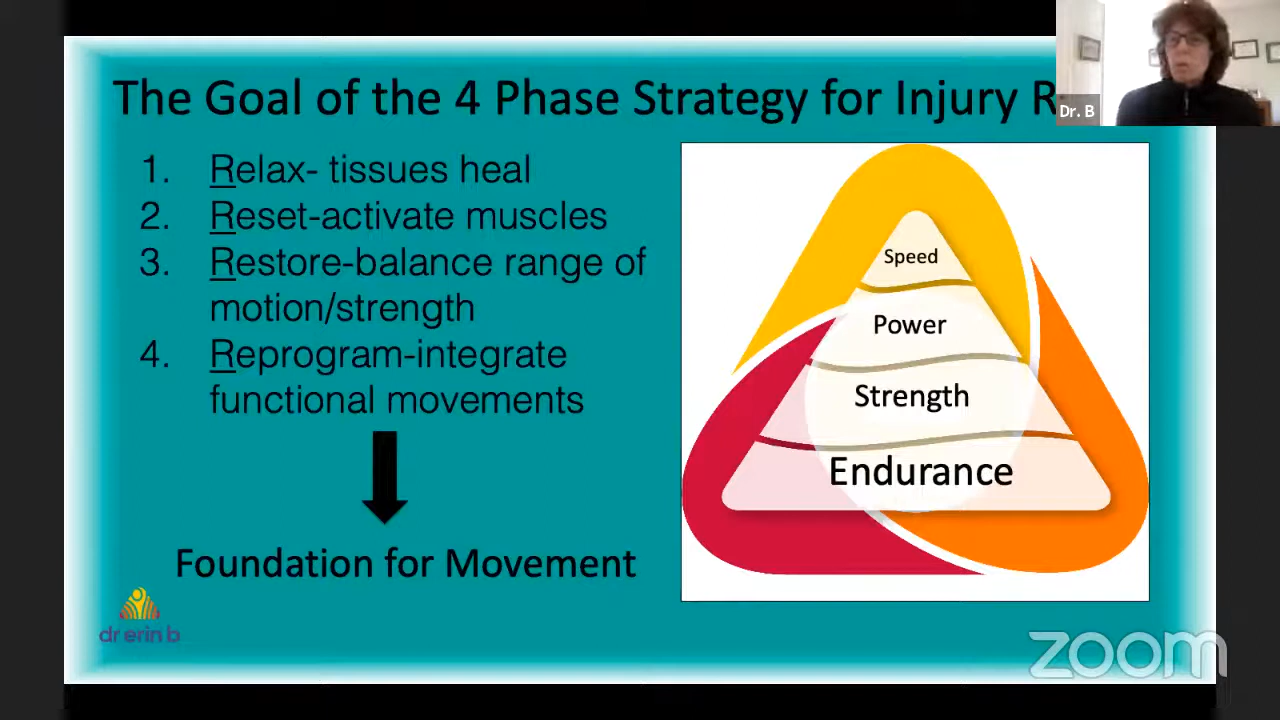 The Goal of the 4 Phase Strategy for Injury R
Dr. B
1. Relax- tissues heal
2. Reset-activate muscles
3. Restore-balance range of
motion/strength
4. Reprogram-integrate
functional movements
Foundation for Movement
dr erin b
Speed
Power
Strength
Endurance
zoom